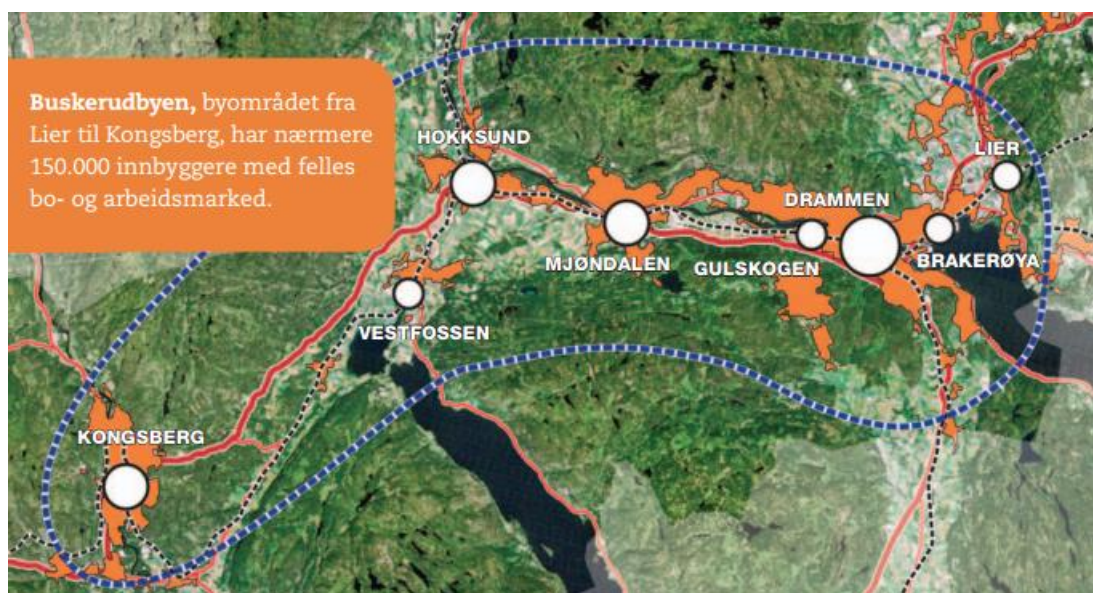 Buskerudbyen, byområdet fra
Lier til Kongsberg, har nærmere
150.000 innbyggere med felles
bo- og arbeidsmarked.
HOKKSUND
LIER
DRAMMEN
MJØNDALEN
GULSKOGEN
BRAKERØYA
VESTFOSSEN
KONGSBERG